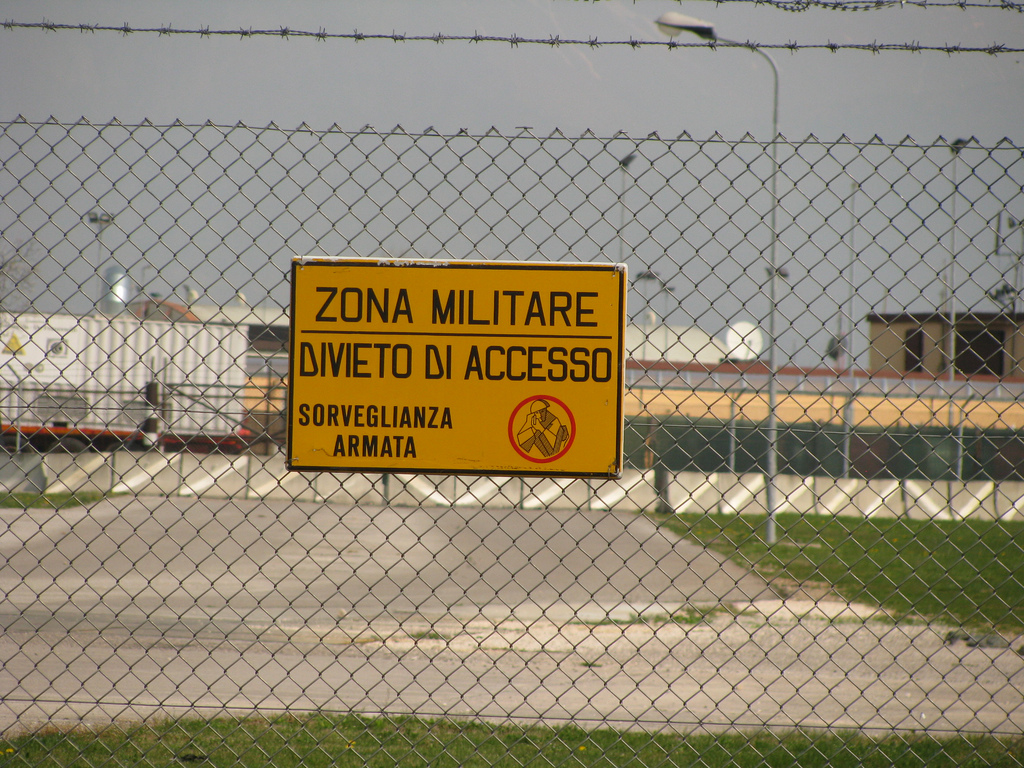 ZONA MILITARE
DIVIETO DI ACCESSO
SORVEGLIANZA
ARMATA